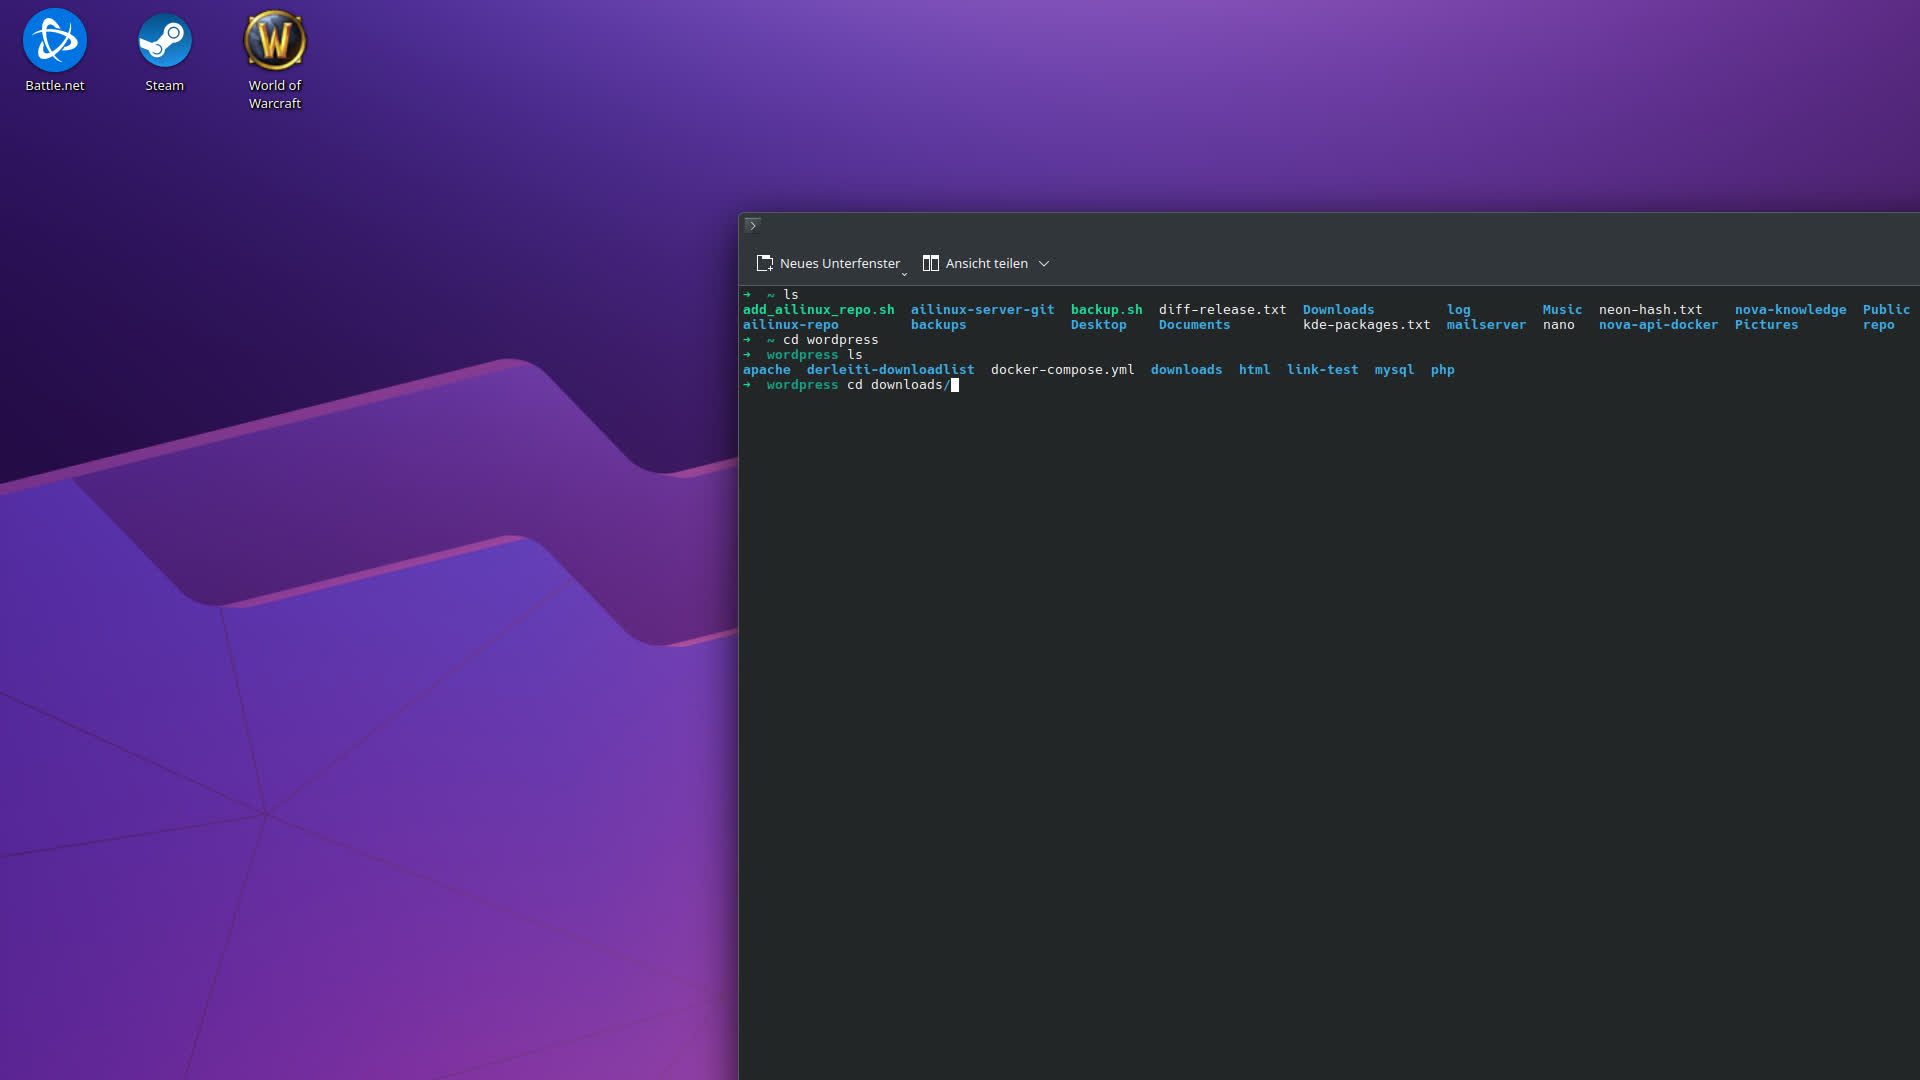 Battle.net
Steam
World of
Warcraft
Neues Unterfenster
Ansicht teilen
➜  ~ ls
add_ailinux_repo.sh  ailinux-server-git  backup.sh  diff-release.txt  Downloads  log  Music  neon-hash.txt  nova-knowledge  Public
ailinux-repo  backups  Desktop  Documents  kde-packages.txt  mailserver  nano  nova-api-docker  Pictures  repo
➜  ~ cd wordpress
➜  wordpress ls
apache  derleiti-downloadlist  docker-compose.yml  downloads  html  link-test  mysql  php
➜  wordpress cd downloads/